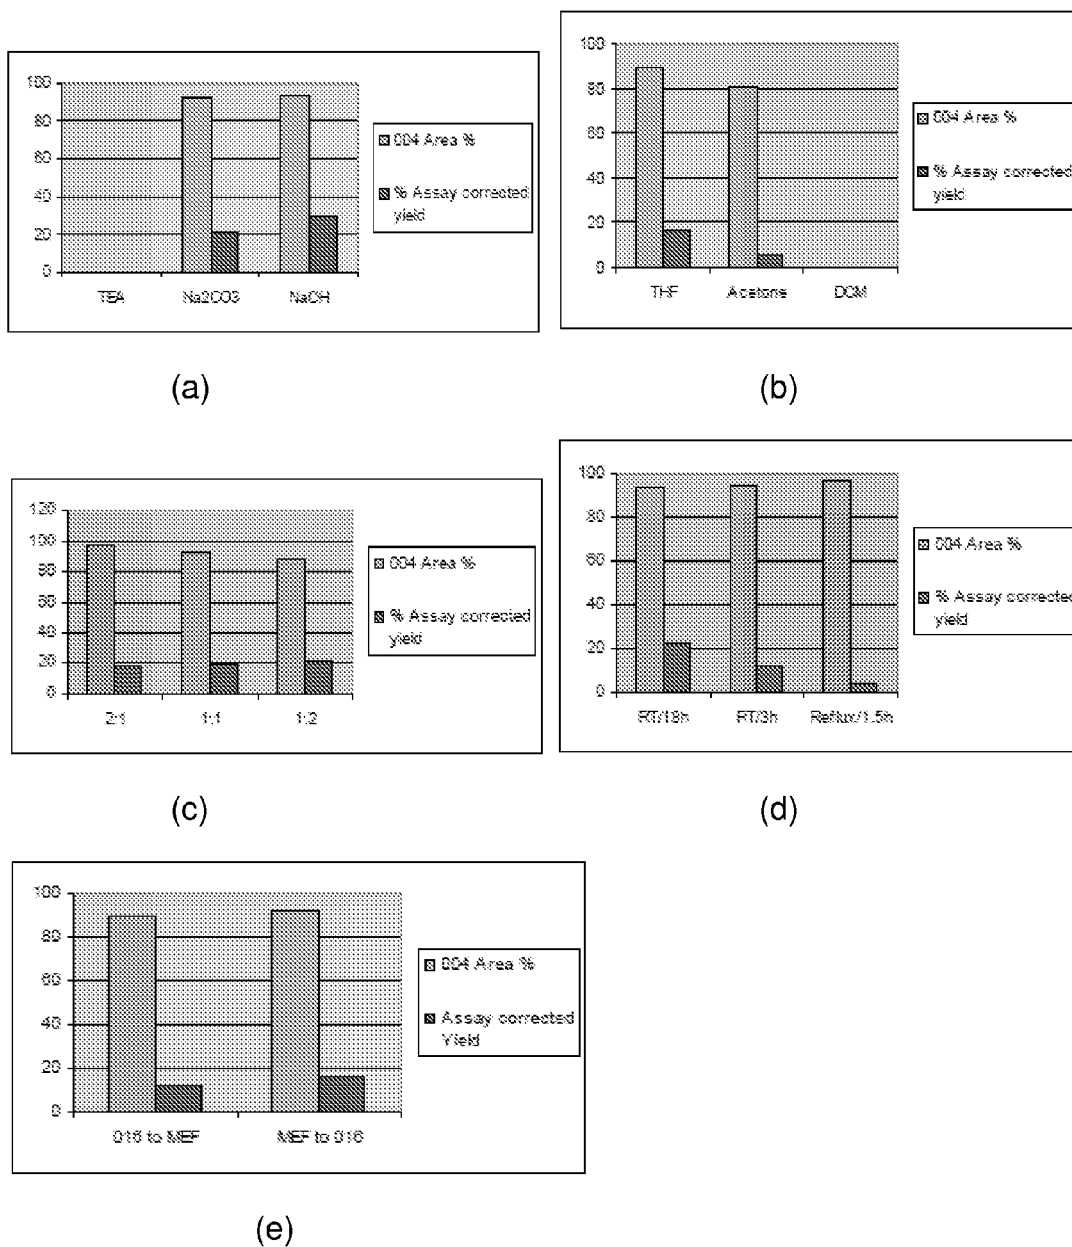 100
80
60
40
20
0
TEA
Na2CO3
NaOH
004 Area %
% Assay corrected
yield
(a)
100
80
60
40
20
0
THF
Acetone
DCM
004 Area %
% Assay corrected
yield
(b)
120
100
80
60
40
20
0
2:1
1:1
1:2
004 Area %
% Assay corrected
yield
(c)
100
80
60
40
20
0
RT/18h
RT/3h
Reflux/1.5h
004 Area %
% Assay corrected
yield
(d)
100
80
60
40
20
0
016 to MEF
MEF to 016
004 Area %
Assay corrected
Yield
(e)